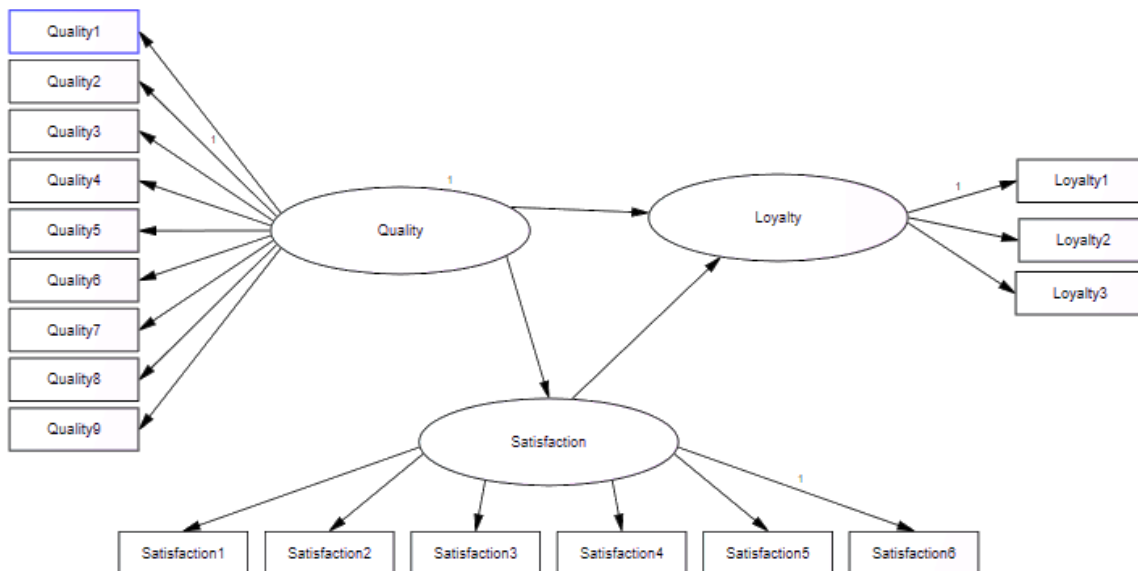 Quality1
Quality2
Quality3
Quality4
Quality5
Quality6
Quality7
Quality8
Quality9
1
1
Quality
Loyalty
1
Loyalty1
Loyalty2
Loyalty3
Satisfaction
1
Satisfaction1
Satisfaction2
Satisfaction3
Satisfaction4
Satisfaction5
Satisfaction6